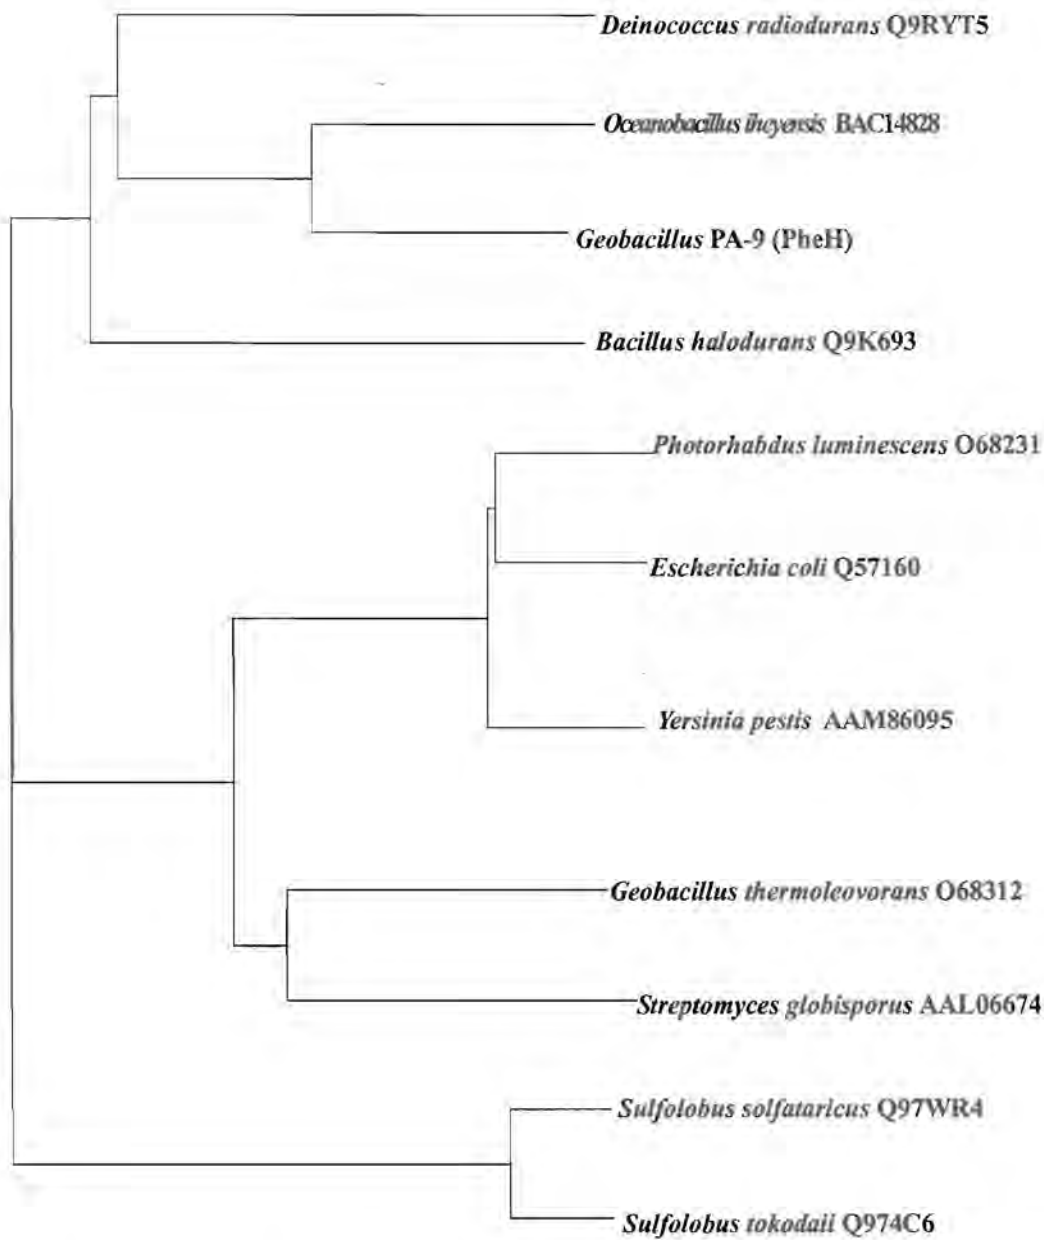 Deinococcus radiodurans Q9RYT5
Oceanobacillus iheyensis BAC14828
Geobacillus PA-9 (PheH)
Bacillus halodurans Q9K693
Photorhabdus luminescens O68231
Escherichia coli Q57160
Yersinia pestis AAM86095
Geobacillus thermoleovorans O68312
Streptomyces globisporus AAL06674
Sulfolobus solfataricus Q97WR4
Sulfolobus tokodaii Q974C6